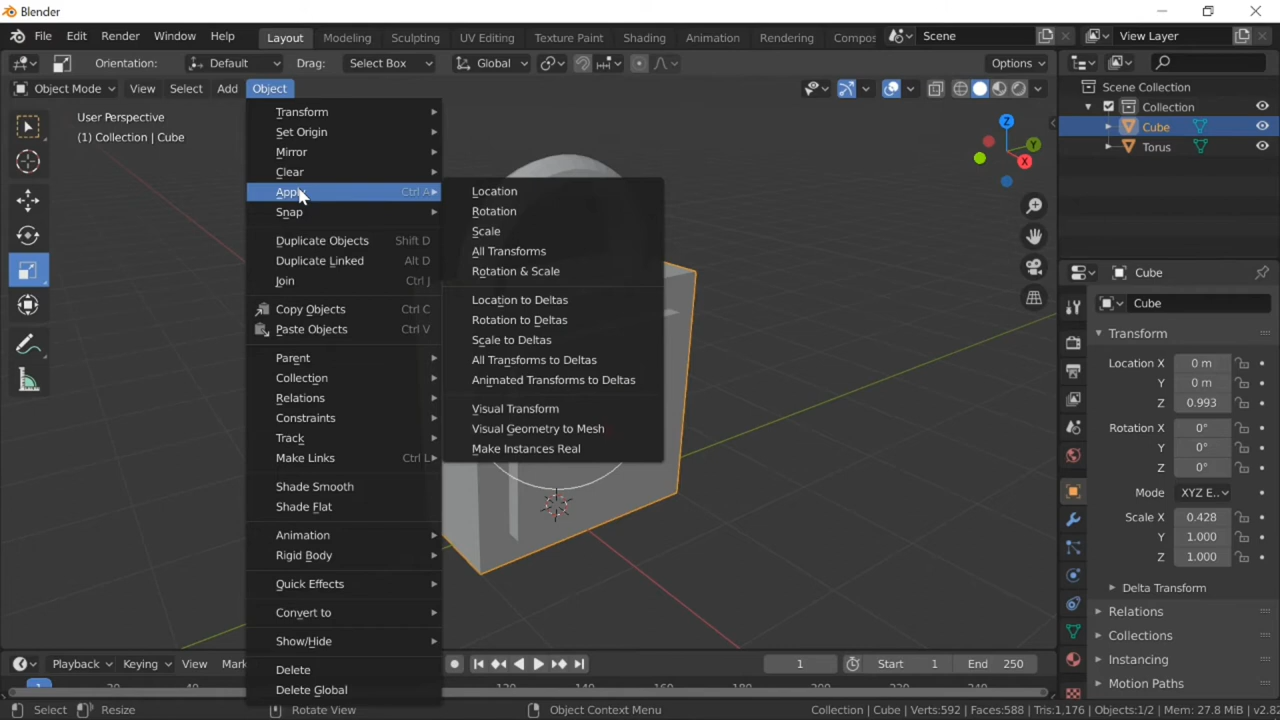 Blender
File Edit Render Window Help Layout Modeling Sculpting UV Editing Texture Paint Shading Animation Rendering Compos Scene View Layer
Orientation: Default Drag: Select Box Global Options
Object Mode View Select Add Object
User Perspective
(1) Collection | Cube
Transform
Set Origin
Mirror
Clear
Apply Ctrl A
Snap
Duplicate Objects Shift D
Duplicate Linked Alt D
Join Ctrl J
Copy Objects Ctrl C
Paste Objects Ctrl V
Parent
Collection
Relations
Constraints
Track
Make Links Ctrl L
Shade Smooth
Shade Flat
Animation
Rigid Body
Quick Effects
Convert to
Show/Hide
Delete
Delete Global
Location
Rotation
Scale
All Transforms
Rotation & Scale
Location to Deltas
Rotation to Deltas
Scale to Deltas
All Transforms to Deltas
Animated Transforms to Deltas
Visual Transform
Visual Geometry to Mesh
Make Instances Real
Z
Y
X
Scene Collection
Collection
Cube
Torus
Cube
Cube
Transform
Location X 0 m
Y 0 m
Z 0.993
Rotation X 0°
Y 0°
Z 0°
Mode XYZ E..
Scale X 0.428
Y 1.000
Z 1.000
Delta Transform
Relations
Collections
Instancing
Motion Paths
Playback Keying View Mark 1 Start 1 End 250
1
Select Resize Rotate View Object Context Menu Collection | Cube | Verts:592 | Faces:588 | Tris:1,176 | Objects:1/2 | Mem: 27.8 MiB | v2.8